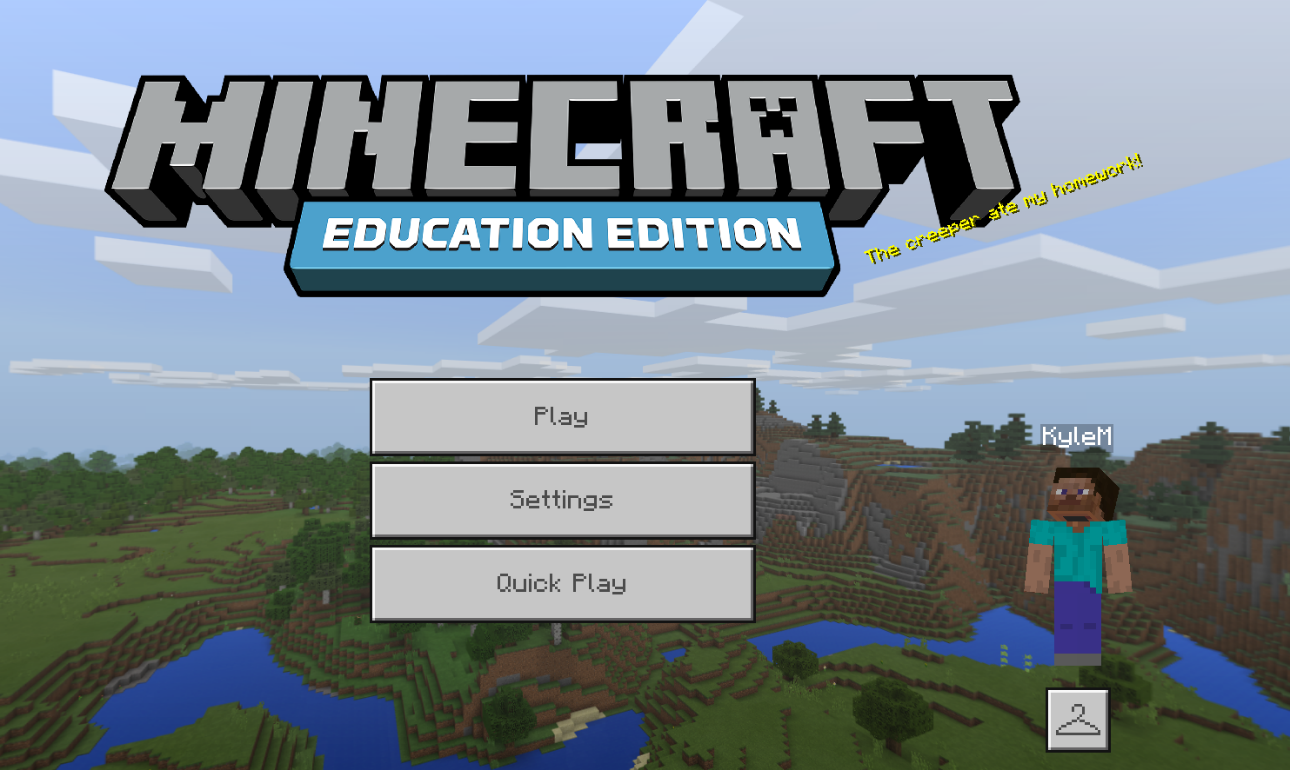 MINECRAFT
EDUCATION EDITION
The creeper ate my homework!
Play
KyleM
Settings
Quick Play